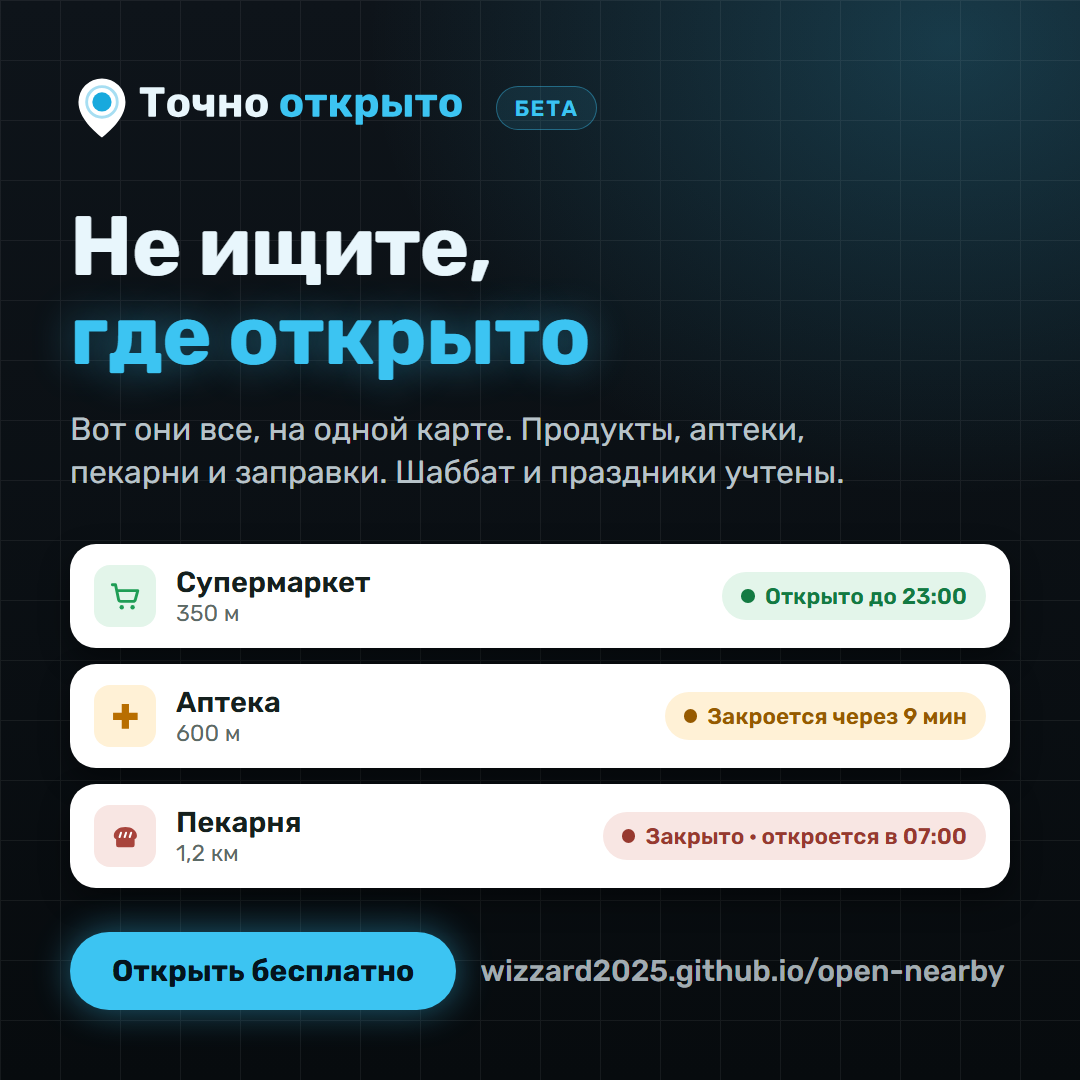 Точно открыто
БЕТА
Не ищите,
где открыто
Вот они все, на одной карте. Продукты, аптеки,
пекарни и заправки. Шаббат и праздники учтены.
Супермаркет
350 м
Открыто до 23:00
Аптека
600 м
Закроется через 9 мин
Пекарня
1,2 км
Закрыто • откроется в 07:00
Открыть бесплатно
wizzard2025.github.io/open-nearby